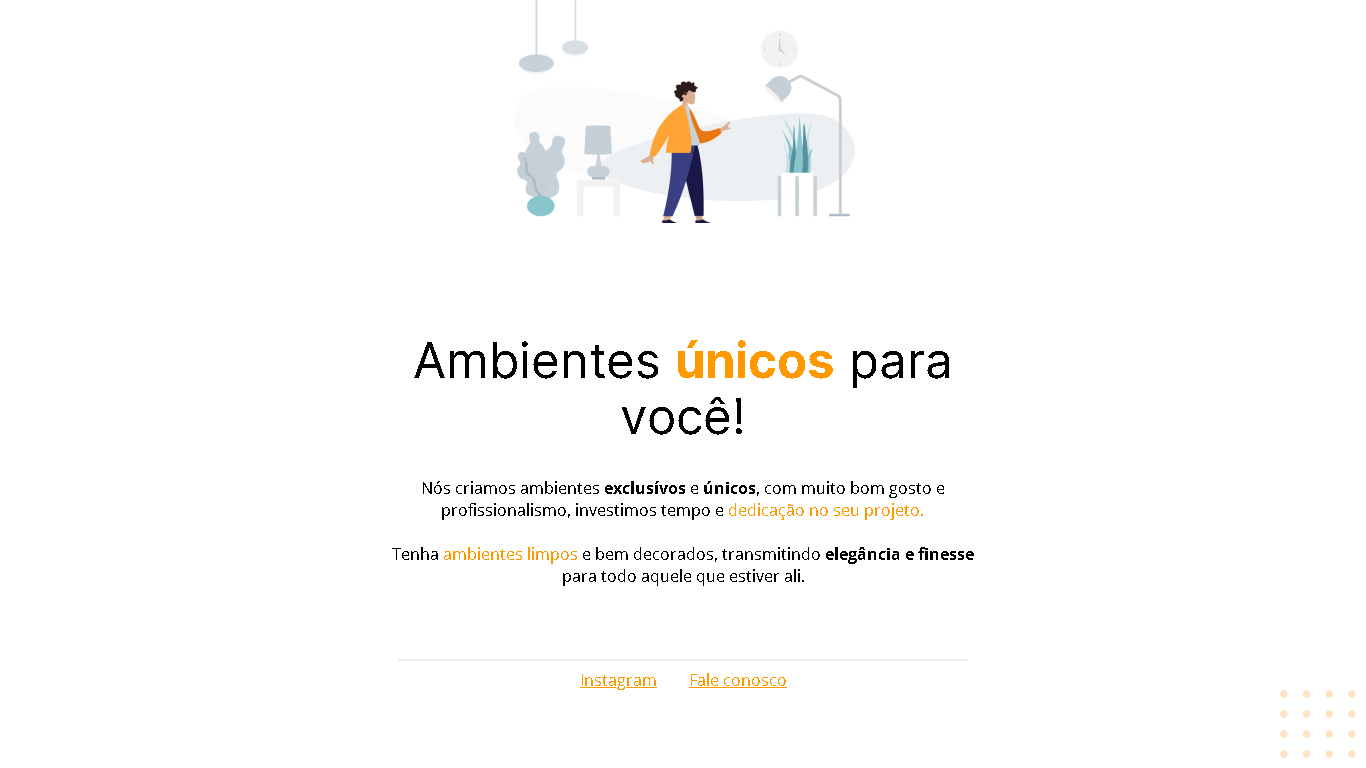 Ambientes únicos para
você!
Nós criamos ambientes exclusívos e únicos, com muito bom gosto e
profissionalismo, investimos tempo e dedicação no seu projeto.
Tenha ambientes limpos e bem decorados, transmitindo elegância e finesse
para todo aquele que estiver ali.
Instagram Fale conosco